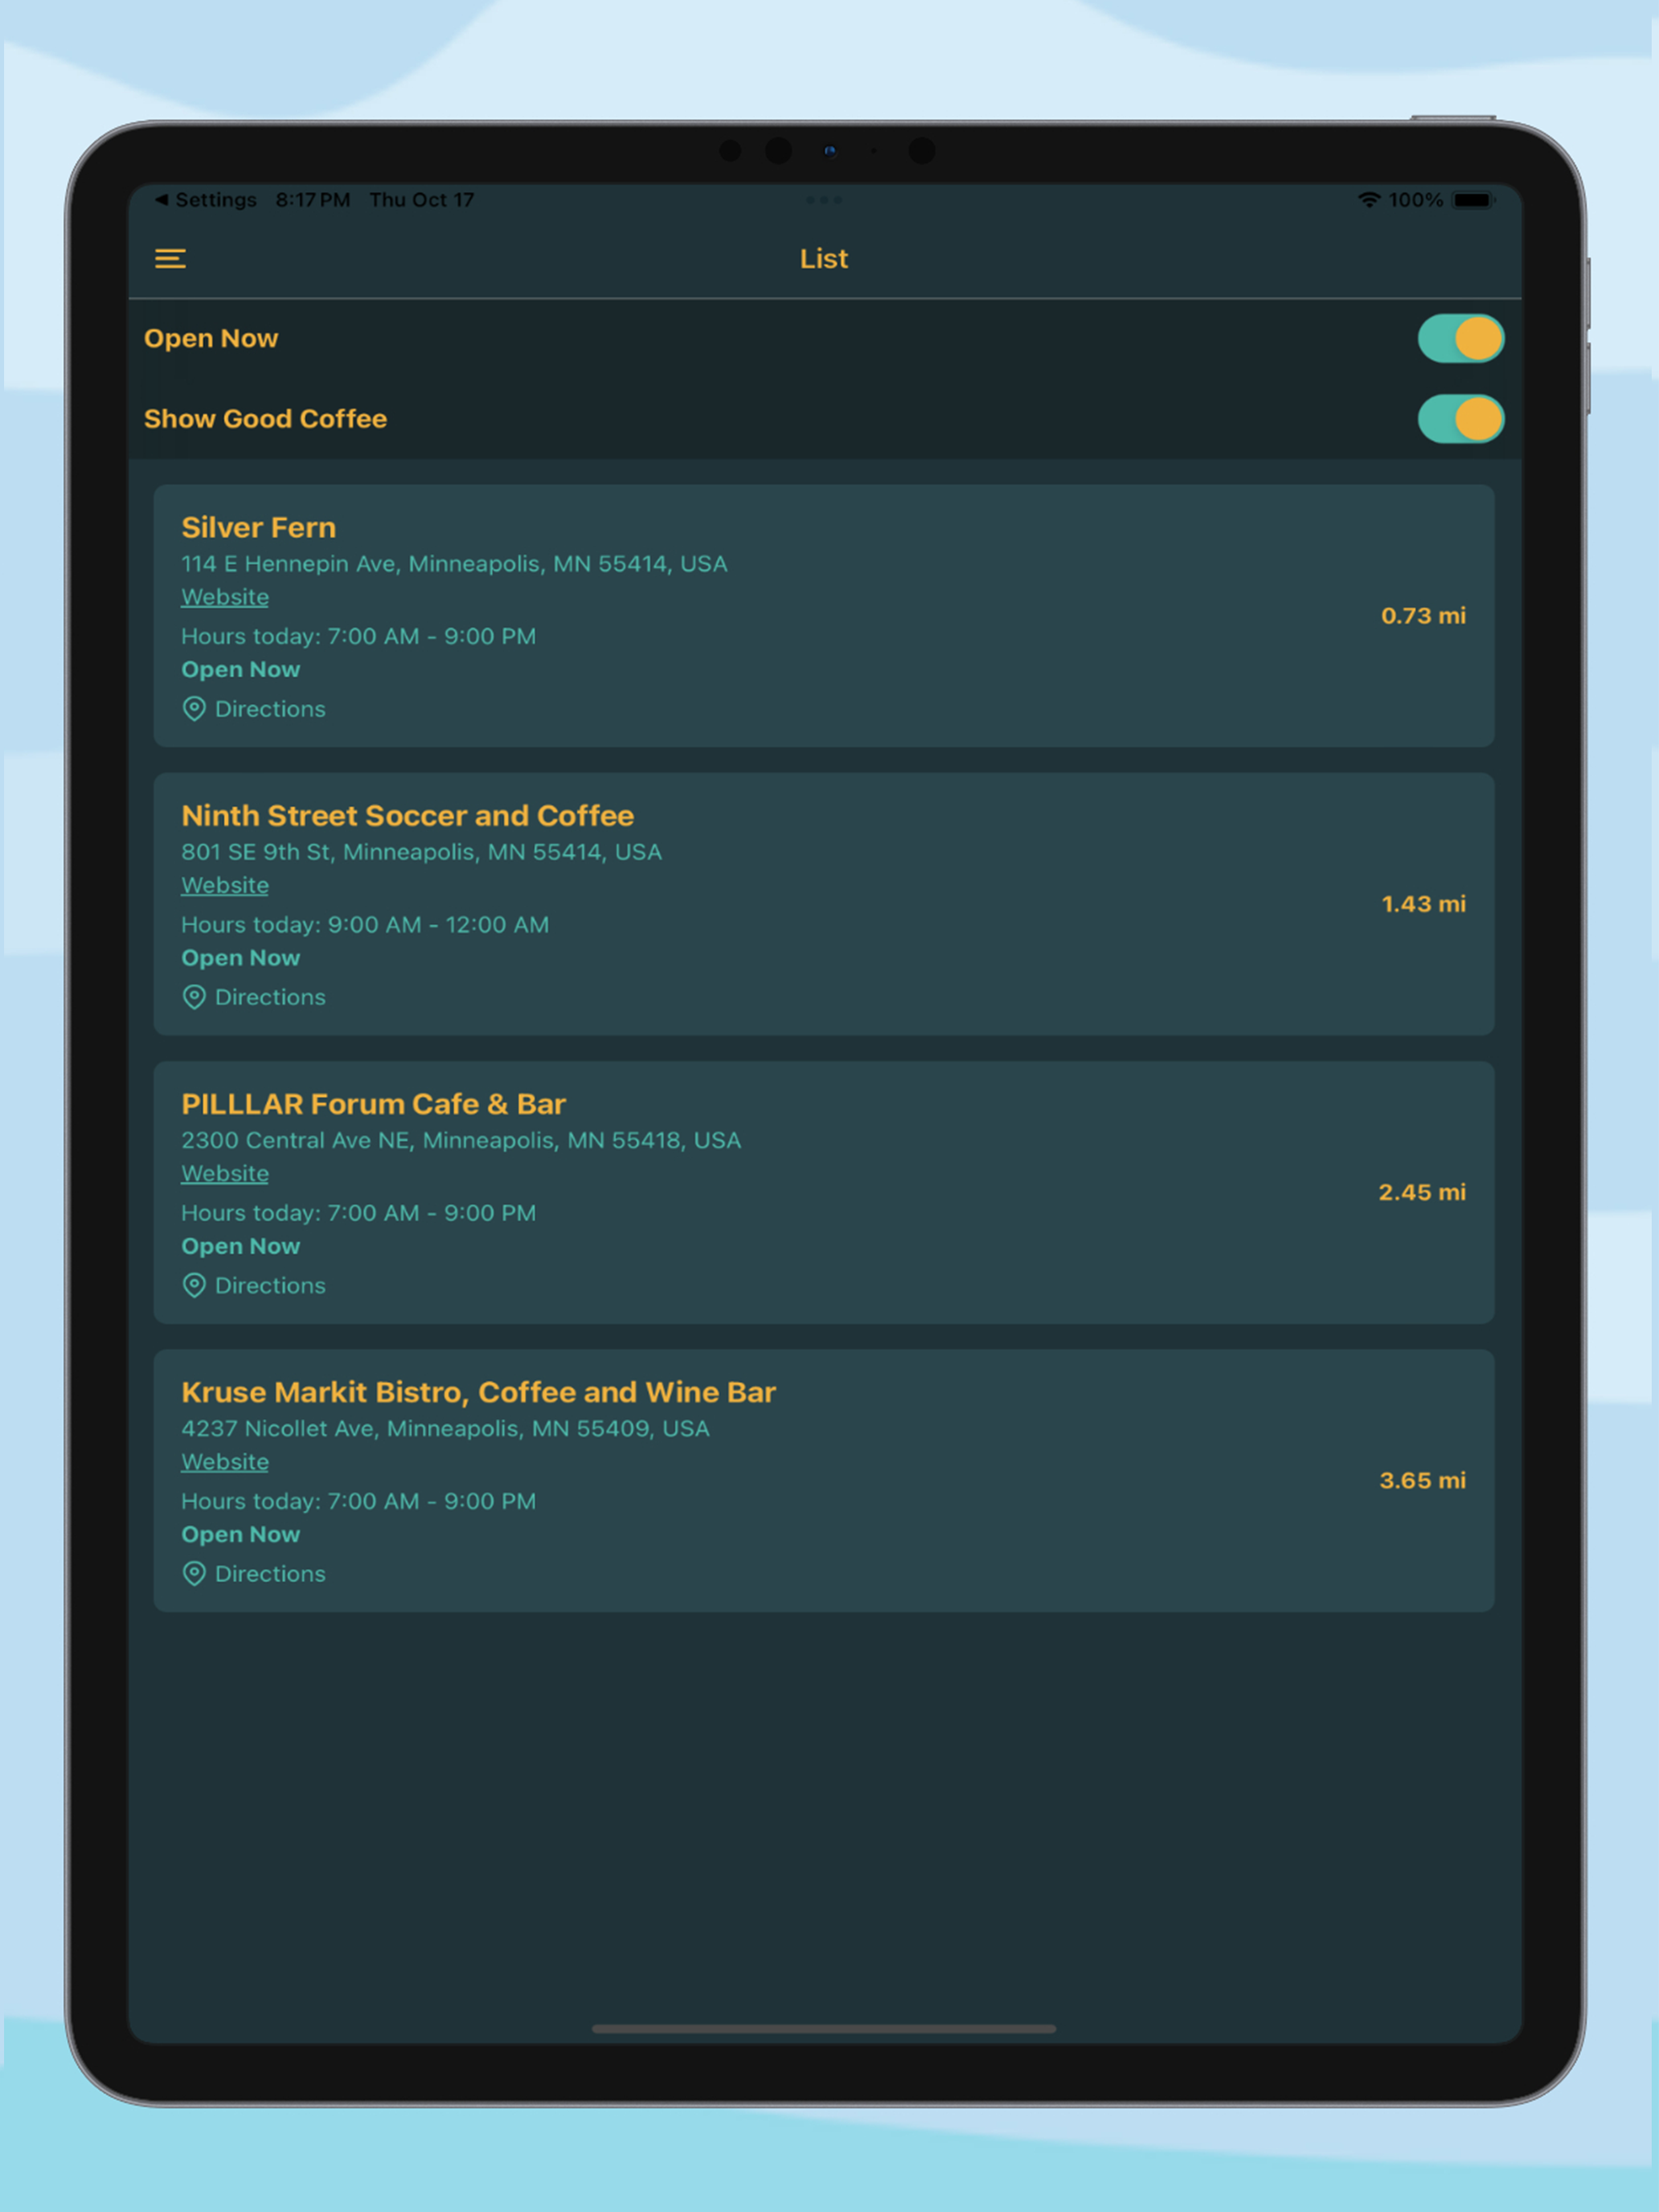 Settings 8:17 PM Thu Oct 17 100%
List
Open Now
Show Good Coffee
Silver Fern
114 E Hennepin Ave, Minneapolis, MN 55414, USA
Website
0.73 mi
Hours today: 7:00 AM - 9:00 PM
Open Now
Directions
Ninth Street Soccer and Coffee
801 SE 9th St, Minneapolis, MN 55414, USA
Website
1.43 mi
Hours today: 9:00 AM - 12:00 AM
Open Now
Directions
PILLLAR Forum Cafe & Bar
2300 Central Ave NE, Minneapolis, MN 55418, USA
Website
2.45 mi
Hours today: 7:00 AM - 9:00 PM
Open Now
Directions
Kruse Markit Bistro, Coffee and Wine Bar
4237 Nicollet Ave, Minneapolis, MN 55409, USA
Website
3.65 mi
Hours today: 7:00 AM - 9:00 PM
Open Now
Directions